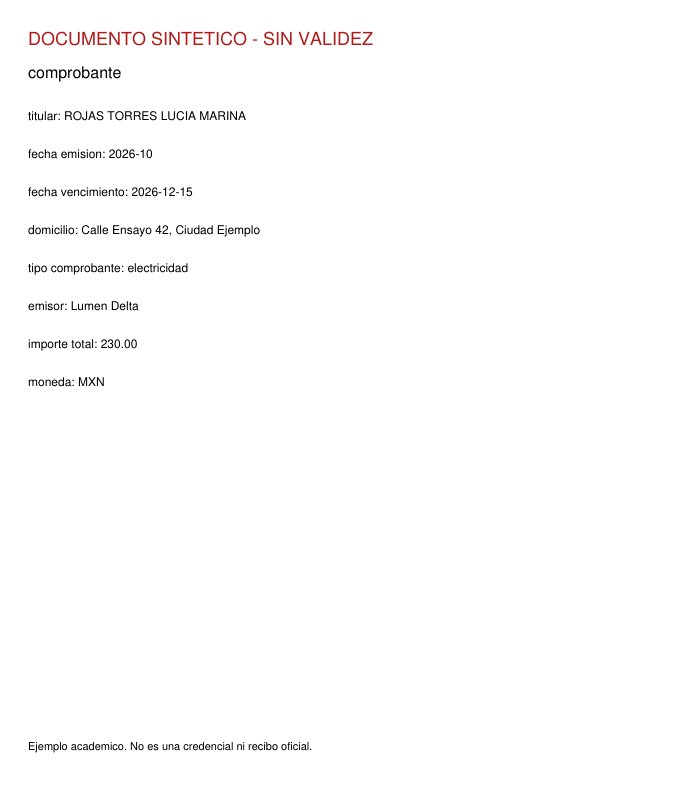 DOCUMENTO SINTETICO - SIN VALIDEZ
comprobante
titular: ROJAS TORRES LUCIA MARINA
fecha emision: 2026-10
fecha vencimiento: 2026-12-15
domicilio: Calle Ensayo 42, Ciudad Ejemplo
tipo comprobante: electricidad
emisor: Lumen Delta
importe total: 230.00
moneda: MXN
Ejemplo academico. No es una credencial ni recibo oficial.